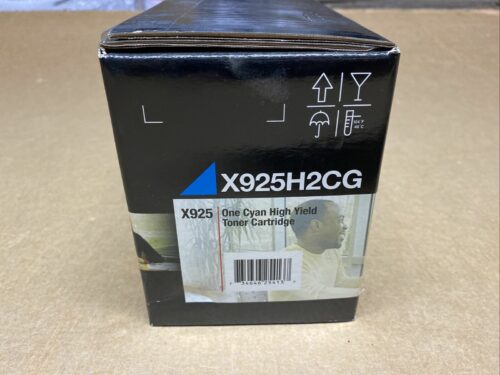 X925H2CG
X925
One Cyan High Yield
Toner Cartridge